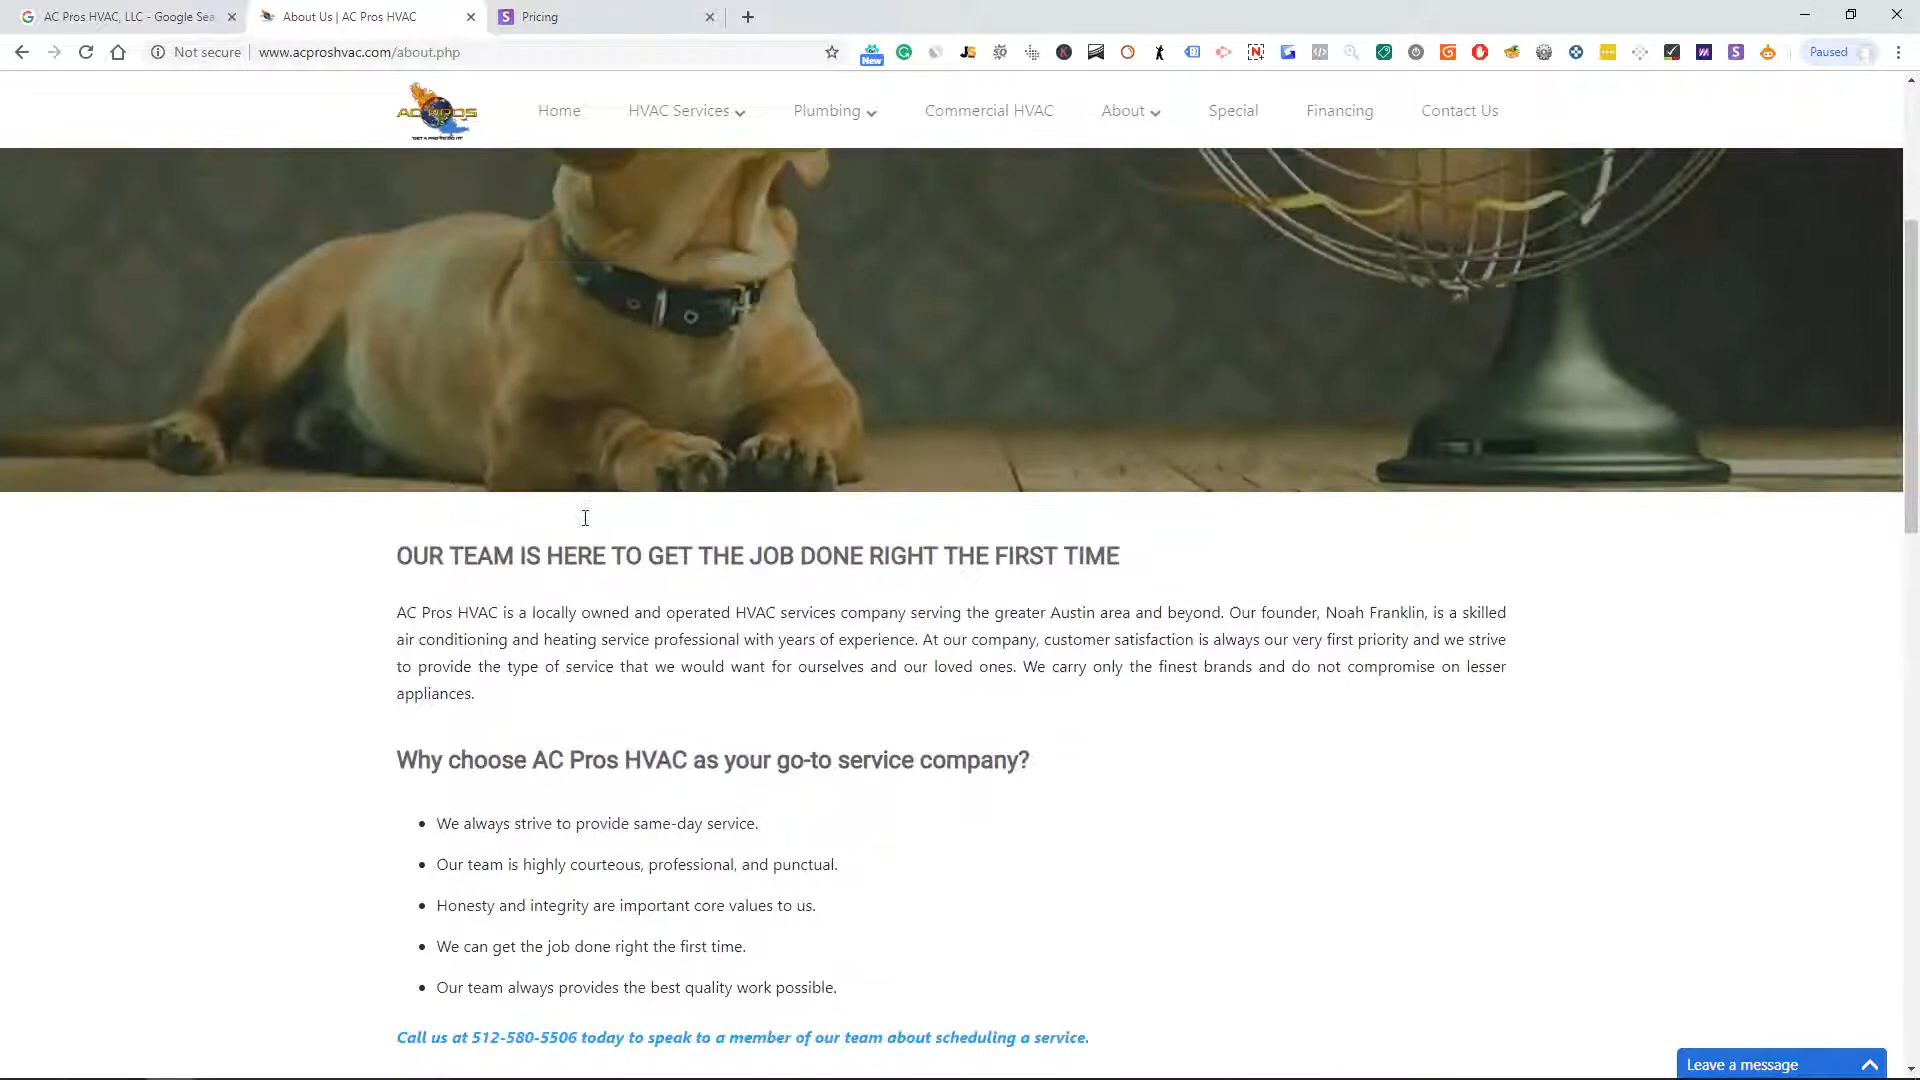 AC Pros HVAC, LLC - Google Sea
About Us | AC Pros HVAC
Pricing
Not secure
www.acproshvac.com/about.php
New
Paused
AC PROS
Home
HVAC Services
Plumbing
Commercial HVAC
About
Special
Financing
Contact Us
OUR TEAM IS HERE TO GET THE JOB DONE RIGHT THE FIRST TIME
AC Pros HVAC is a locally owned and operated HVAC services company serving the greater Austin area and beyond. Our founder, Noah Franklin, is a skilled
air conditioning and heating service professional with years of experience. At our company, customer satisfaction is always our very first priority and we strive
to provide the type of service that we would want for ourselves and our loved ones. We carry only the finest brands and do not compromise on lesser
appliances.
Why choose AC Pros HVAC as your go-to service company?
• We always strive to provide same-day service.
• Our team is highly courteous, professional, and punctual.
• Honesty and integrity are important core values to us.
• We can get the job done right the first time.
• Our team always provides the best quality work possible.
Call us at 512-580-5506 today to speak to a member of our team about scheduling a service.
Leave a message